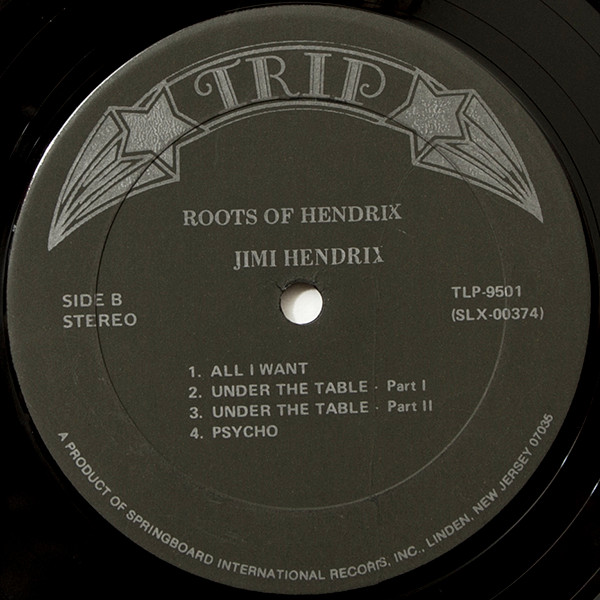 TRIP
ROOTS OF HENDRIX
JIMI HENDRIX
SIDE B
STEREO
TLP-9501
(SLX-00374)
1. ALL I WANT
2. UNDER THE TABLE - Part I
3. UNDER THE TABLE - Part II
4. PSYCHO
A PRODUCT OF SPRINGBOARD INTERNATIONAL RECORDS, INC., LINDEN, NEW JERSEY 07036